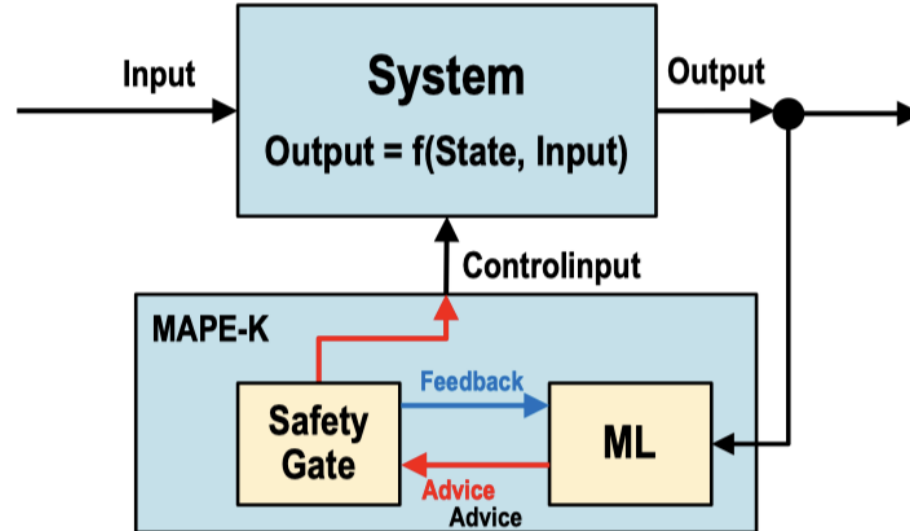 Input
System
Output = f(State, Input)
Output
Controlinput
MAPE-K
Feedback
Safety
Gate
ML
Advice
Advice